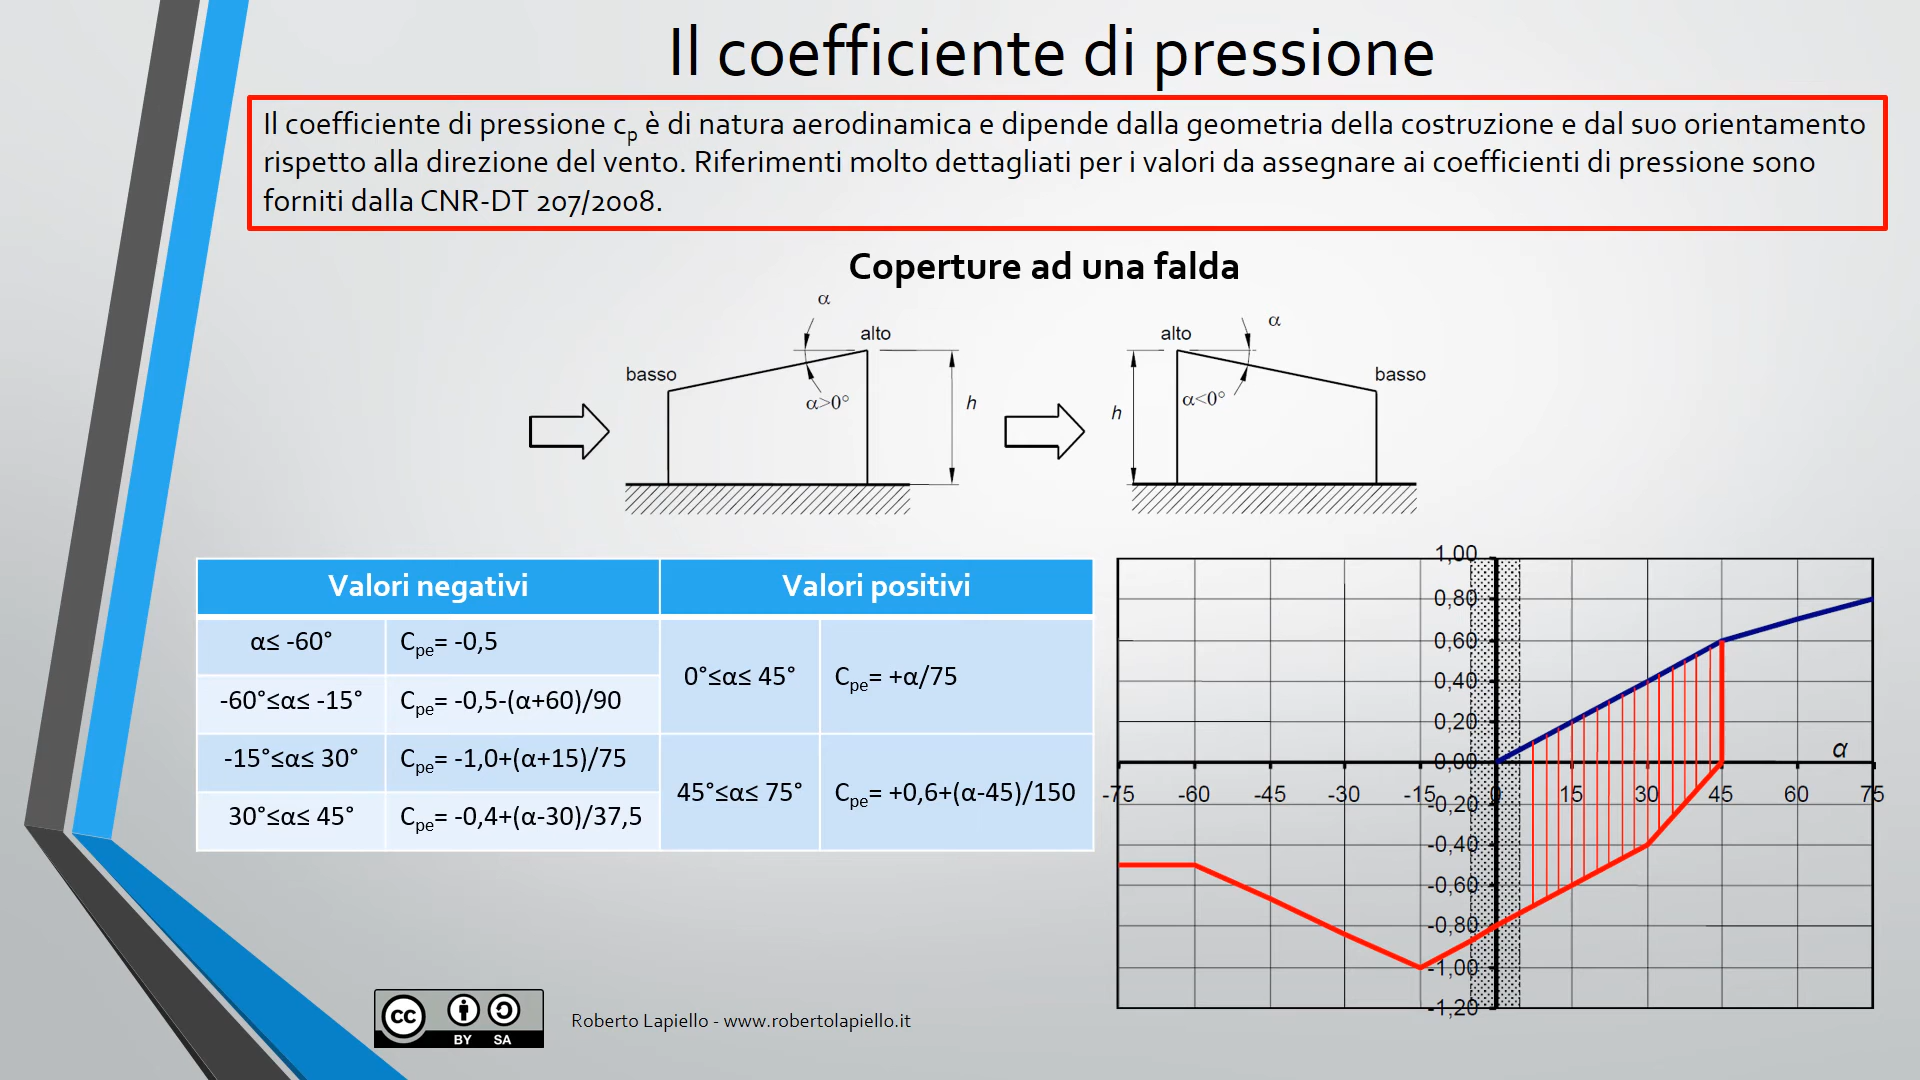 Il coefficiente di pressione
Il coefficiente di pressione cp è di natura aerodinamica e dipende dalla geometria della costruzione e dal suo orientamento
rispetto alla direzione del vento. Riferimenti molto dettagliati per i valori da assegnare ai coefficienti di pressione sono
forniti dalla CNR-DT 207/2008.
Coperture ad una falda
α
alto
basso
α>0°
h
α
alto
basso
α<0°
h
Valori negativi Valori positivi
α≤ -60° Cpe= -0,5
-60°≤α≤ -15° Cpe= -0,5-(α+60)/90
0°≤α≤ 45° Cpe= +α/75
-15°≤α≤ 30° Cpe= -1,0+(α+15)/75
30°≤α≤ 45° Cpe= -0,4+(α-30)/37,5
45°≤α≤ 75° Cpe= +0,6+(α-45)/150
1,00
0,80
0,60
0,40
0,20
0,00
α
-75 -60 -45 -30 -15 0 15 30 45 60 75
-0,20
-0,40
-0,60
-0,80
-1,00
-1,20
cc
BY SA
Roberto Lapiello - www.robertolapiello.it